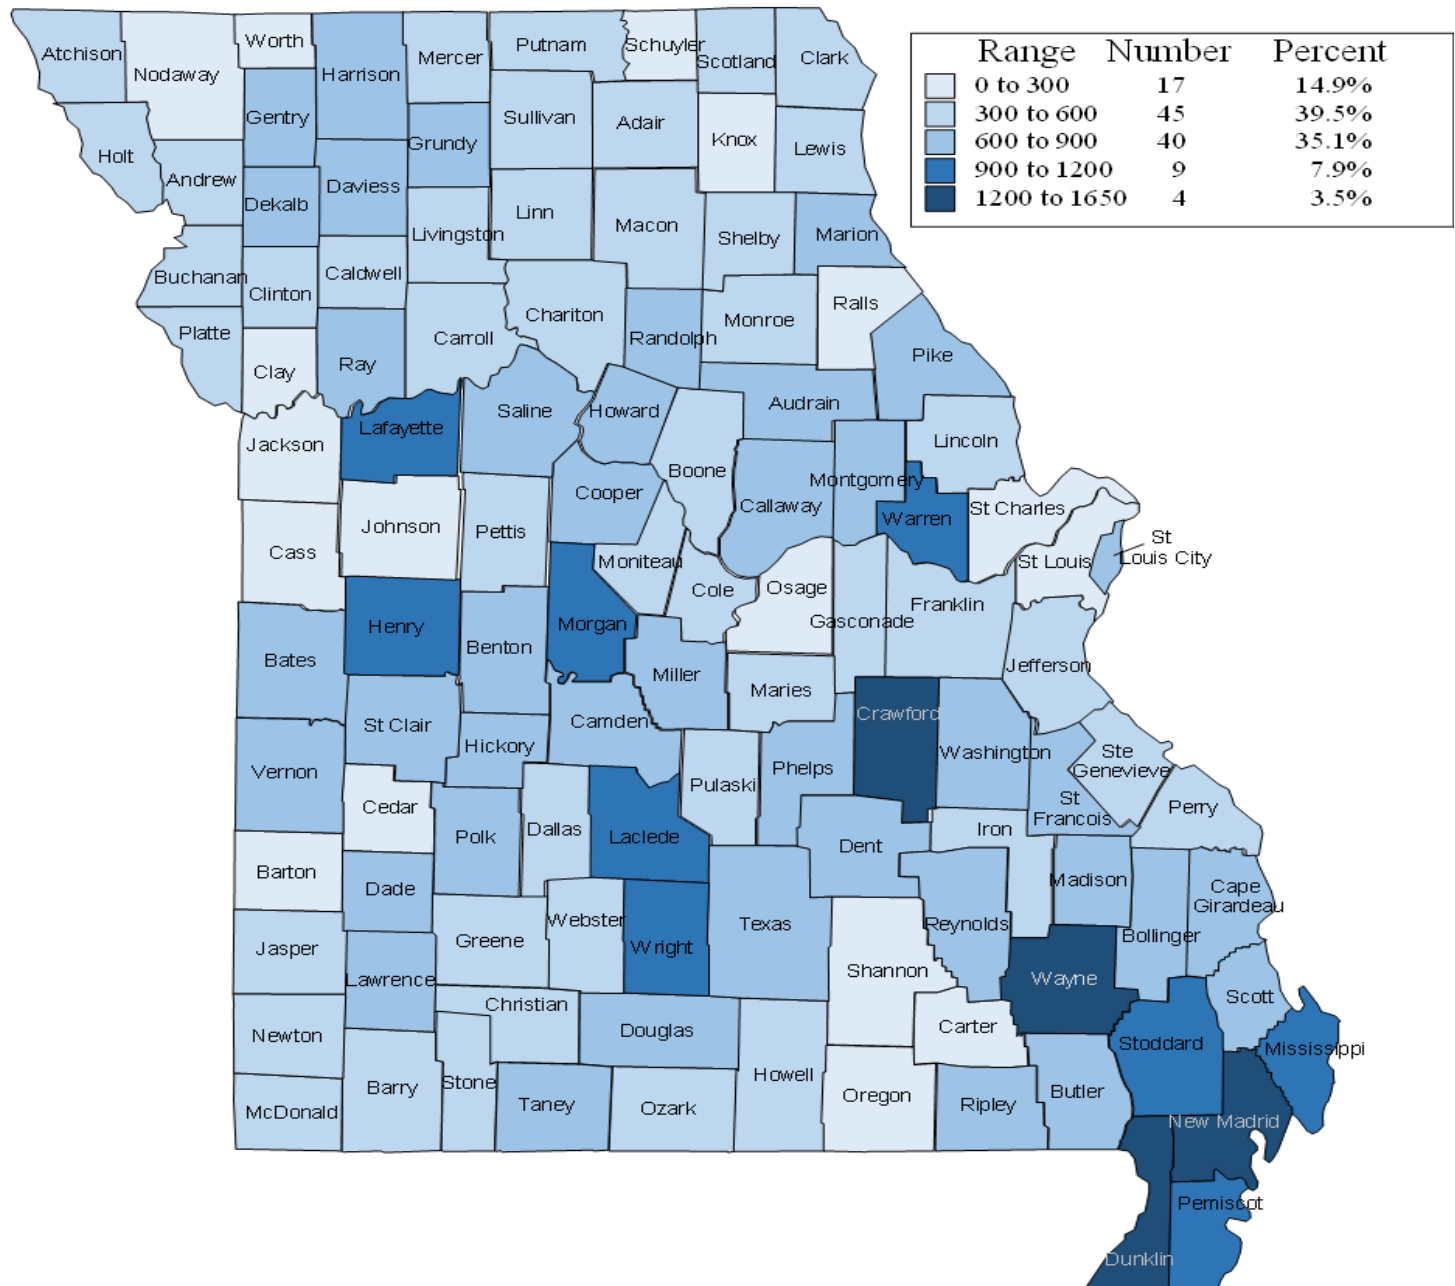 Range Number Percent
0 to 300 17 14.9%
300 to 600 45 39.5%
600 to 900 40 35.1%
900 to 1200 9 7.9%
1200 to 1650 4 3.5%
Atchison
Nodaway
Worth
Harrison
Mercer
Putnam
Schuyler
Scotland
Clark
Gentry
Grundy
Sullivan
Adair
Knox
Lewis
Holt
Andrew
Dekalb
Daviess
Livingston
Linn
Macon
Shelby
Marion
Buchanan
Clinton
Caldwell
Chariton
Monroe
Ralls
Platte
Clay
Ray
Carroll
Randolph
Pike
Jackson
Lafayette
Saline
Howard
Audrain
Lincoln
Boone
Montgomery
Cooper
Callaway
Warren
St Charles
Johnson
Pettis
Cass
Moniteau
Cole
Osage
St Louis
St
Louis City
Gasconade
Franklin
Henry
Morgan
Benton
Bates
Miller
Maries
Jefferson
Crawford
St Clair
Camden
Hickory
Washington
Ste
Genevieve
Vernon
Phelps
Pulaski
St
Francois
Perry
Cedar
Polk
Dallas
Laclede
Dent
Iron
Barton
Dade
Madison
Cape
Girardeau
Jasper
Greene
Webster
Wright
Texas
Reynolds
Bollinger
Lawrence
Shannon
Wayne
Christian
Scott
Newton
Douglas
Carter
Stoddard
Mississippi
Barry
Stone
Howell
Oregon
Butler
McDonald
Taney
Ozark
Ripley
New Madrid
Pemiscot
Dunklin